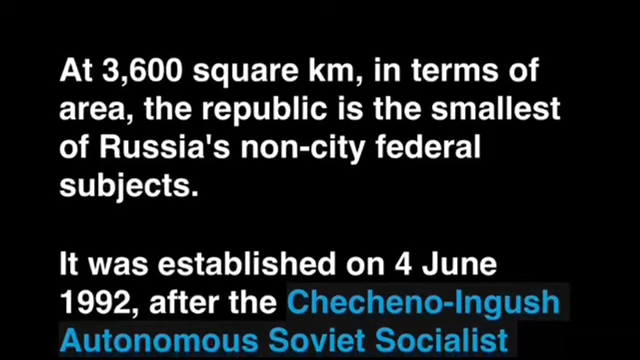 At 3,600 square km, in terms of
area, the republic is the smallest
of Russia's non-city federal
subjects.
It was established on 4 June
1992, after the Checheno-Ingush
Autonomous Soviet Socialist